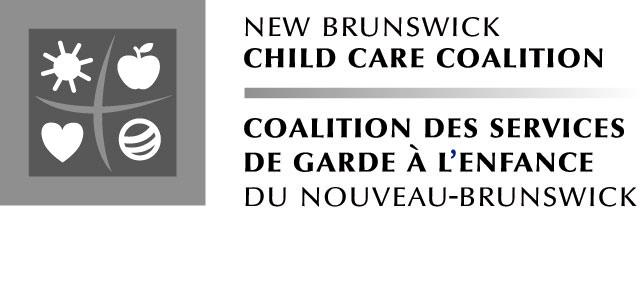 NEW BRUNSWICK
CHILD CARE COALITION
COALITION DES SERVICES
DE GARDE À L’ENFANCE
DU NOUVEAU-BRUNSWICK